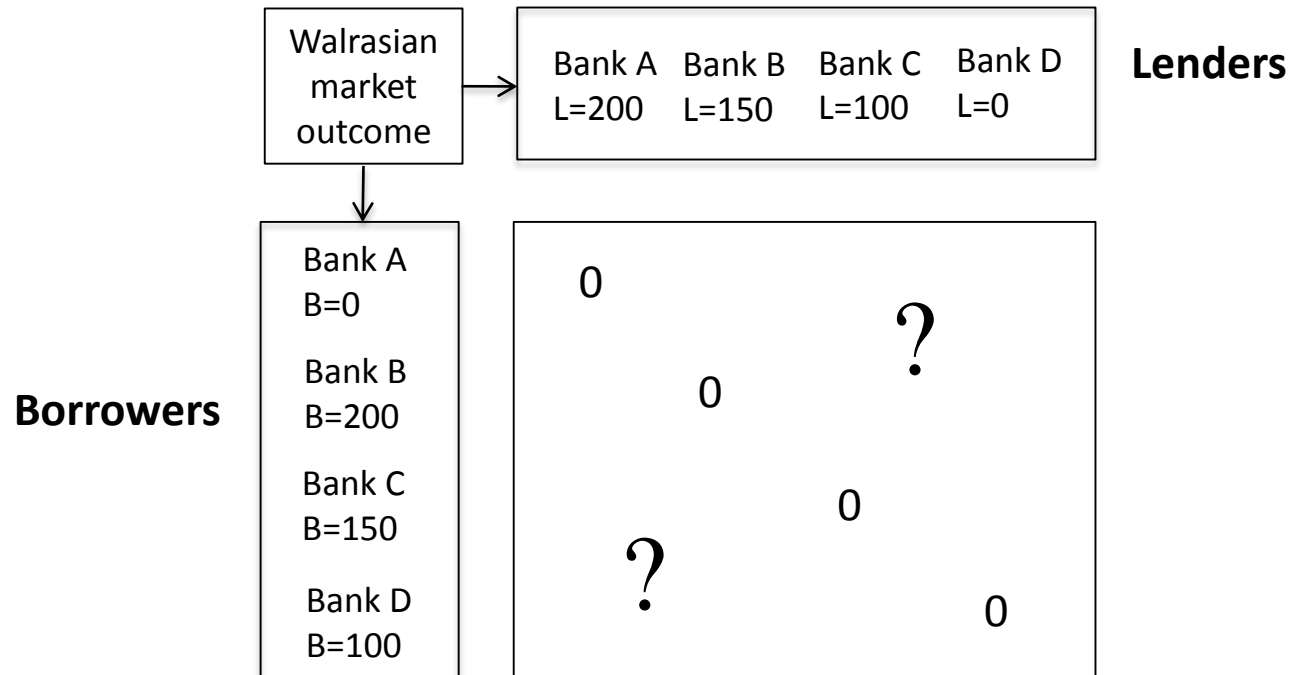 Walrasian
market
outcome
Bank A Bank B Bank C Bank D
L=200 L=150 L=100 L=0
Lenders
Borrowers
Bank A
B=0
Bank B
B=200
Bank C
B=150
Bank D
B=100
0
?
0
0
?
0